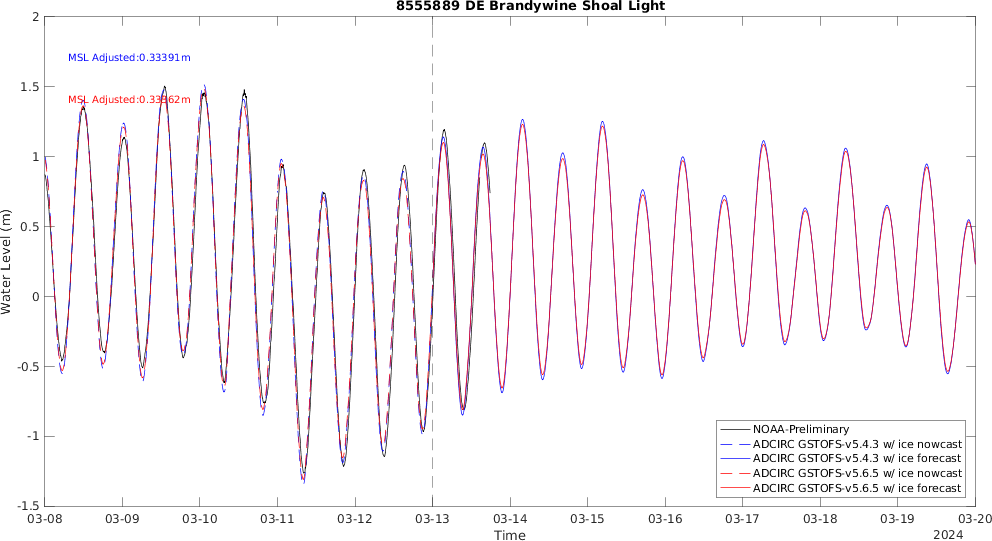 8555889 DE Brandywine Shoal Light
MSL Adjusted:0.33391m
MSL Adjusted:0.33962m
Water Level (m)
2
1.5
1
0.5
0
-0.5
-1
-1.5
03-08 03-09 03-10 03-11 03-12 03-13 03-14 03-15 03-16 03-17 03-18 03-19 03-20
Time
2024
NOAA-Preliminary
ADCIRC GSTOFS-v5.4.3 w/ ice nowcast
ADCIRC GSTOFS-v5.4.3 w/ ice forecast
ADCIRC GSTOFS-v5.6.5 w/ ice nowcast
ADCIRC GSTOFS-v5.6.5 w/ ice forecast